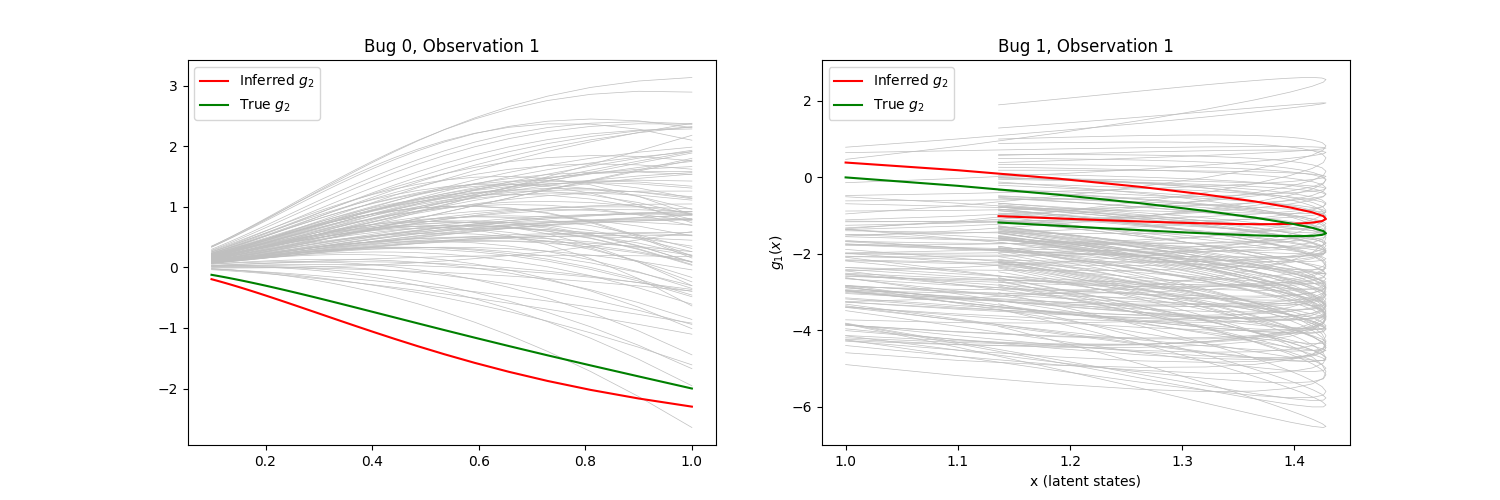 Bug 0, Observation 1
Inferred g₂
True g₂
3
2
1
0
−1
−2
0.2 0.4 0.6 0.8 1.0
Bug 1, Observation 1
Inferred g₂
True g₂
g₁(x)
2
0
−2
−4
−6
1.0 1.1 1.2 1.3 1.4
x (latent states)